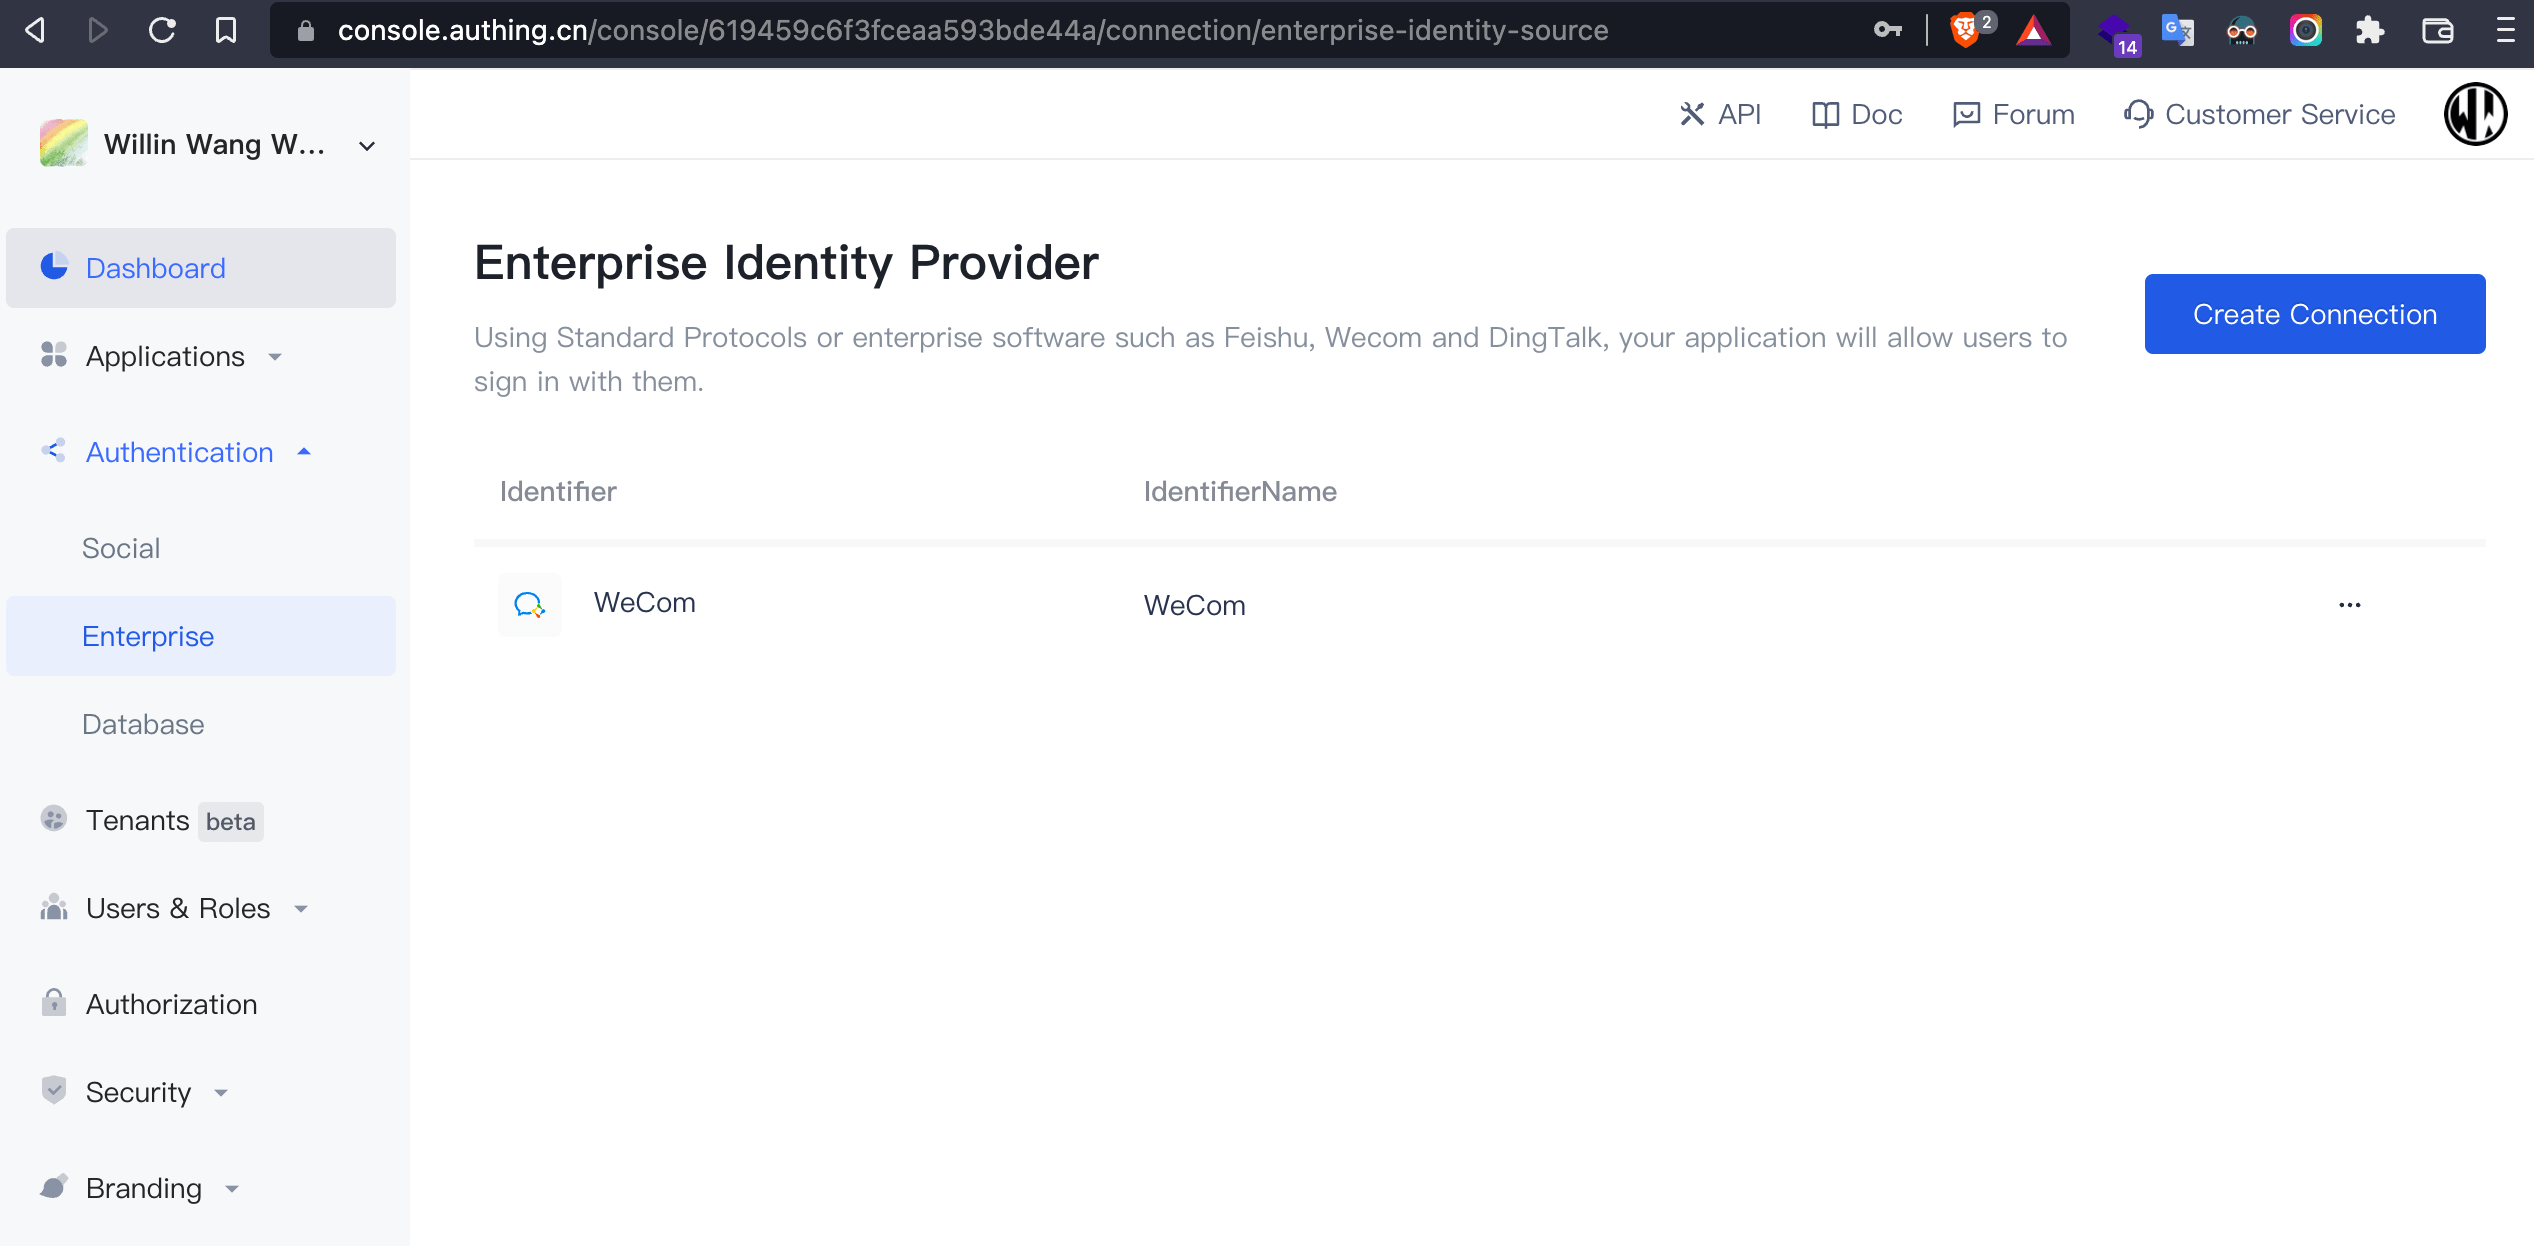 console.authing.cn/console/619459c6f3fceaa593bde44a/connection/enterprise-identity-source
2
14
Willin Wang W...
API
Doc
Forum
Customer Service
Dashboard
Applications
Authentication
Social
Enterprise
Database
Tenants beta
Users & Roles
Authorization
Security
Branding
Enterprise Identity Provider
Using Standard Protocols or enterprise software such as Feishu, Wecom and DingTalk, your application will allow users to
sign in with them.
Create Connection
Identifier
IdentifierName
WeCom
WeCom